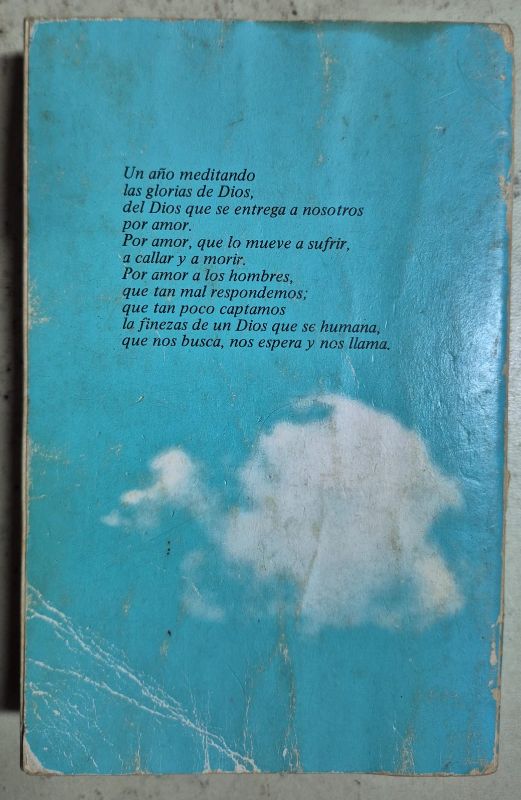 Un año meditando
las glorias de Dios,
del Dios que se entrega a nosotros
por amor.
Por amor, que lo mueve a sufrir,
a callar y a morir.
Por amor a los hombres,
que tan mal respondemos;
que tan poco captamos
la finezas de un Dios que se humana,
que nos busca, nos espera y nos llama.